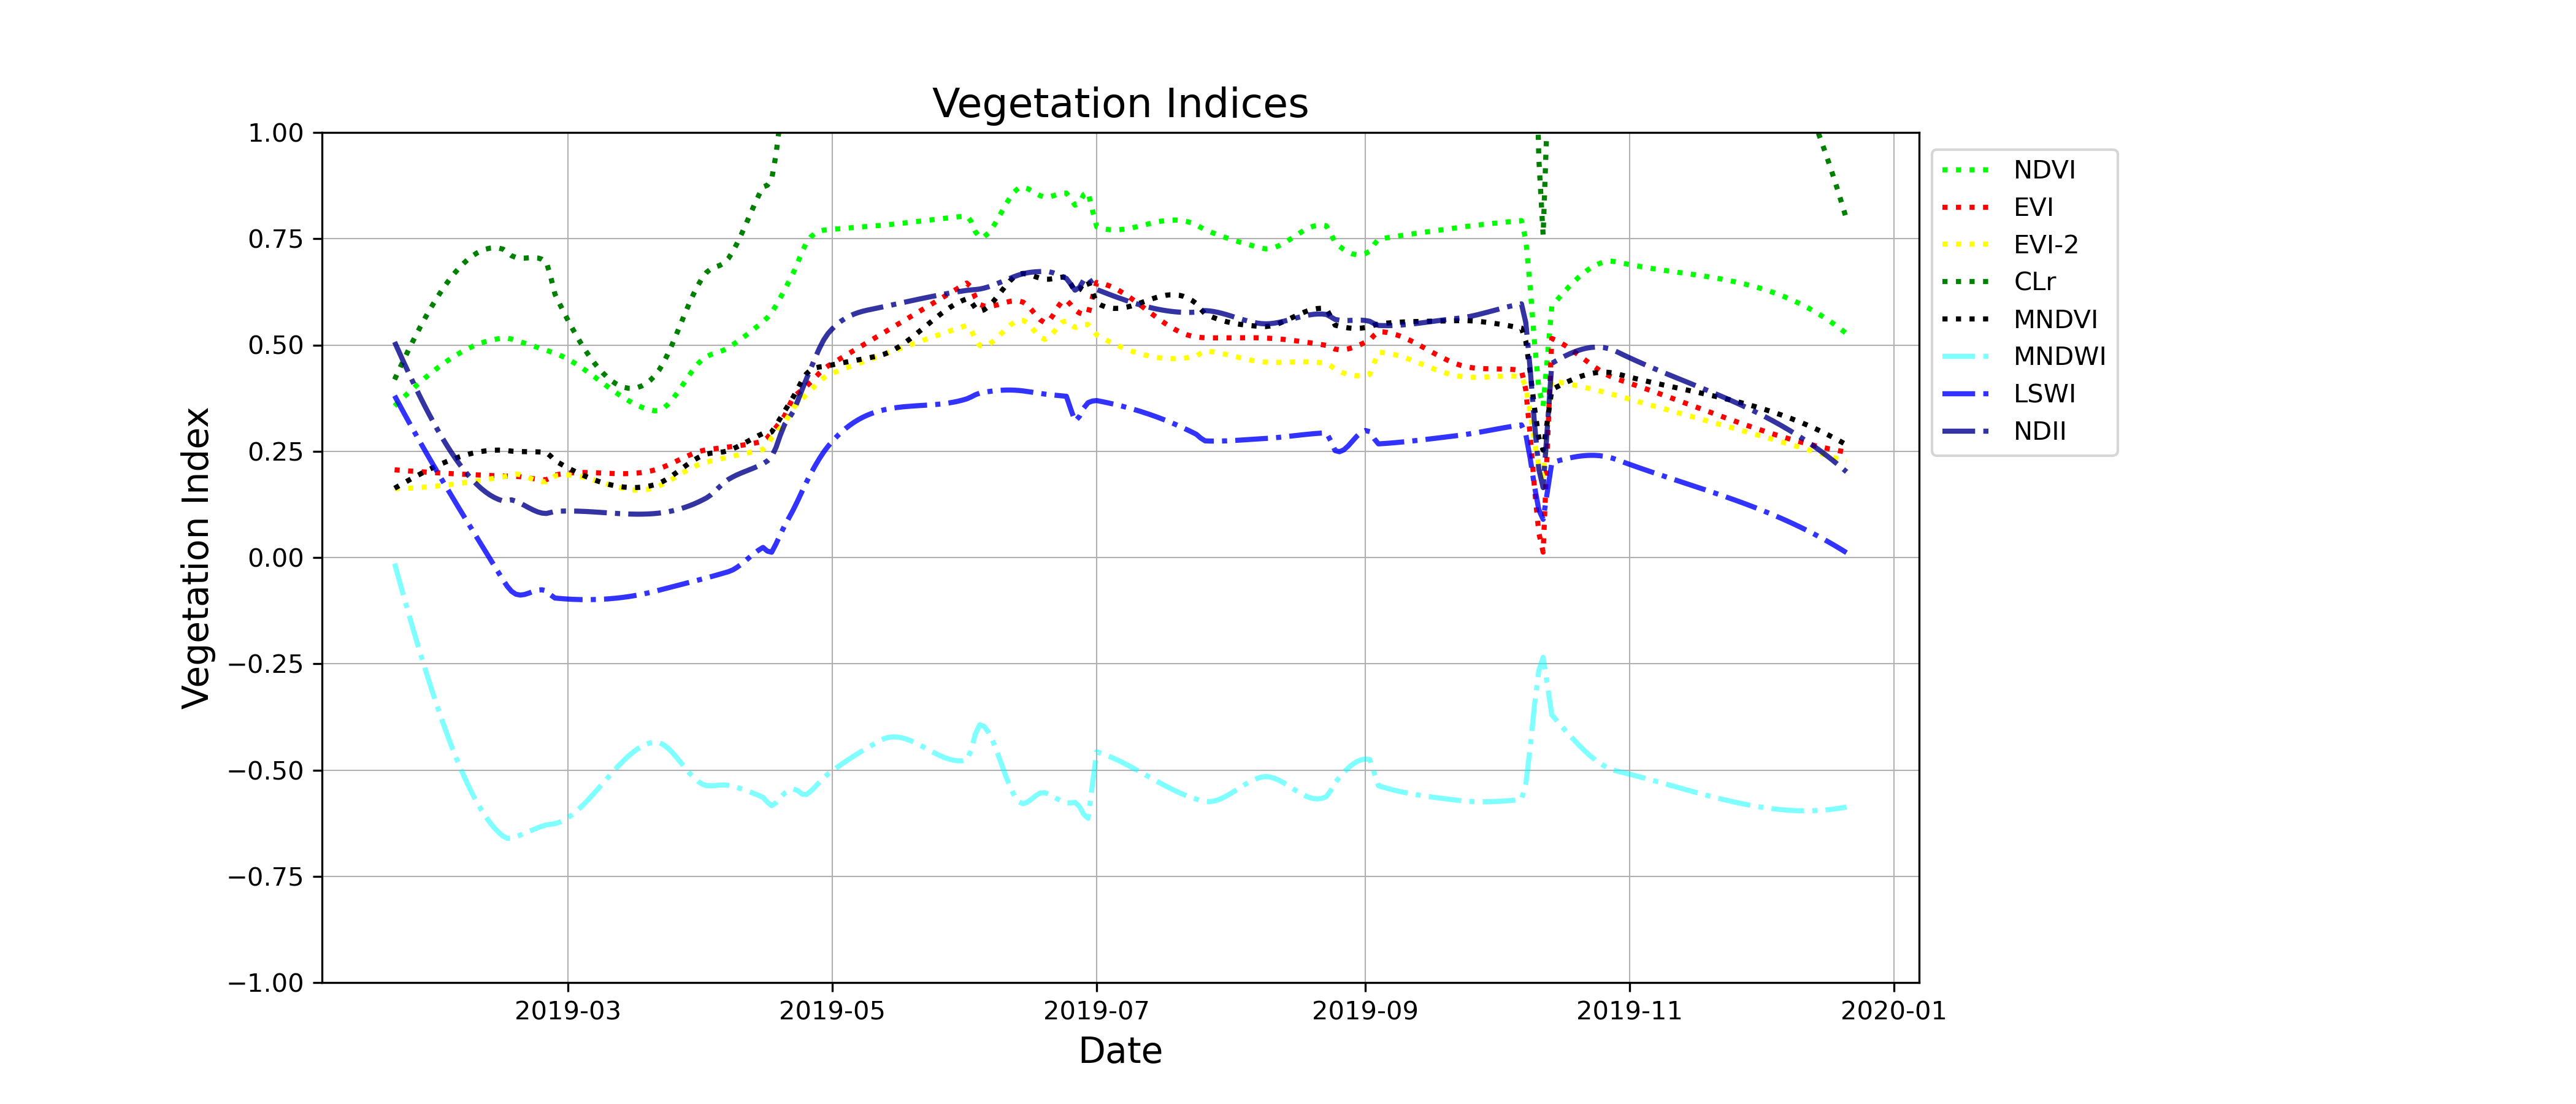 Vegetation Indices
1.00
0.75
0.50
0.25
0.00
−0.25
−0.50
−0.75
−1.00
Vegetation Index
2019-03 2019-05 2019-07 2019-09 2019-11 2020-01
Date
NDVI
EVI
EVI-2
CLr
MNDVI
MNDWI
LSWI
NDII